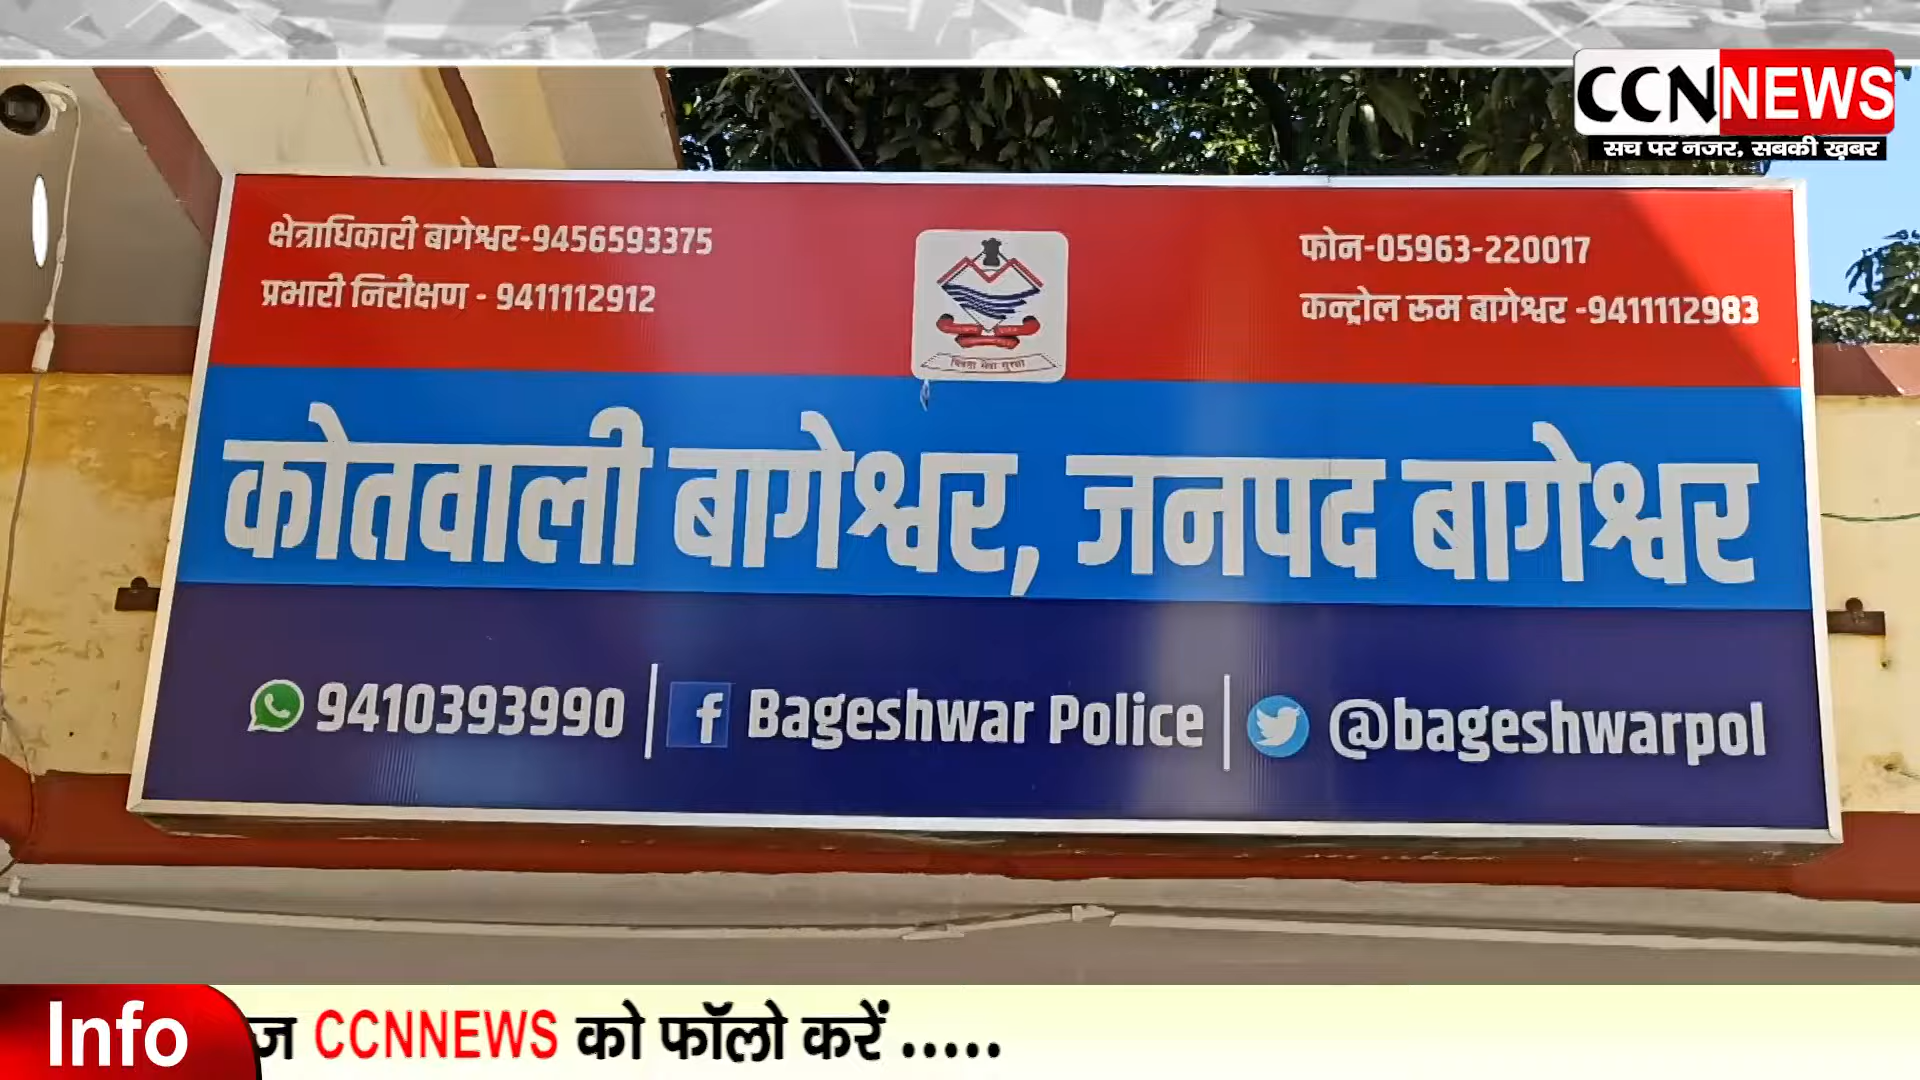 CCNNEWS
सच पर नजर, सबकी ख़बर
क्षेत्राधिकारी बागेश्वर-9456593375
प्रभारी निरीक्षण - 9411112912
फोन-05963-220017
कन्ट्रोल रूम बागेश्वर -9411112983
कोतवाली बागेश्वर, जनपद बागेश्वर
9410393990
f Bageshwar Police
@bageshwarpol
Info
CCNNEWS को फॉलो करें .....